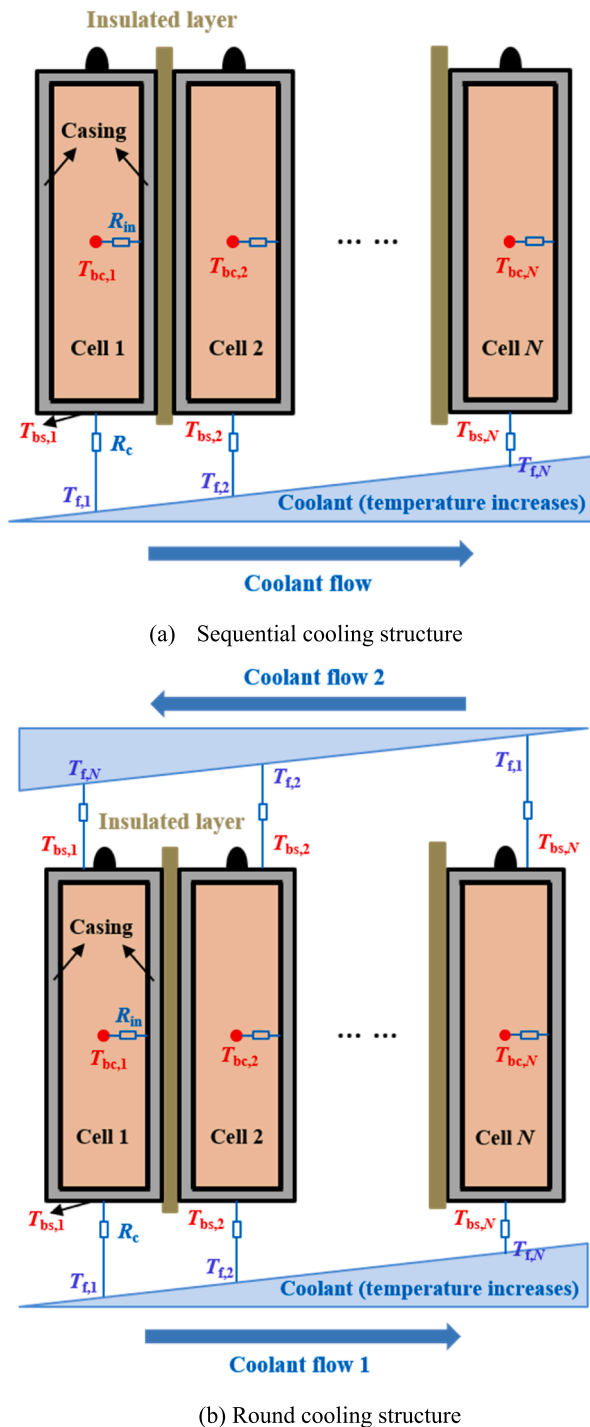 Insulated layer
Casing
R_in
T_bc,1
T_bc,2
... ...
T_bc,N
Cell 1
Cell 2
Cell N
T_bs,1
R_c
T_bs,2
T_bs,N
T_f,1
T_f,2
T_f,N
Coolant (temperature increases)
Coolant flow
(a) Sequential cooling structure
Coolant flow 2
T_f,N
T_f,2
T_f,1
Insulated layer
T_bs,1
T_bs,2
T_bs,N
Casing
R_in
T_bc,1
T_bc,2
... ...
T_bc,N
Cell 1
Cell 2
Cell N
T_bs,1
R_c
T_bs,2
T_bs,N
T_f,1
T_f,2
T_f,N
Coolant (temperature increases)
Coolant flow 1
(b) Round cooling structure